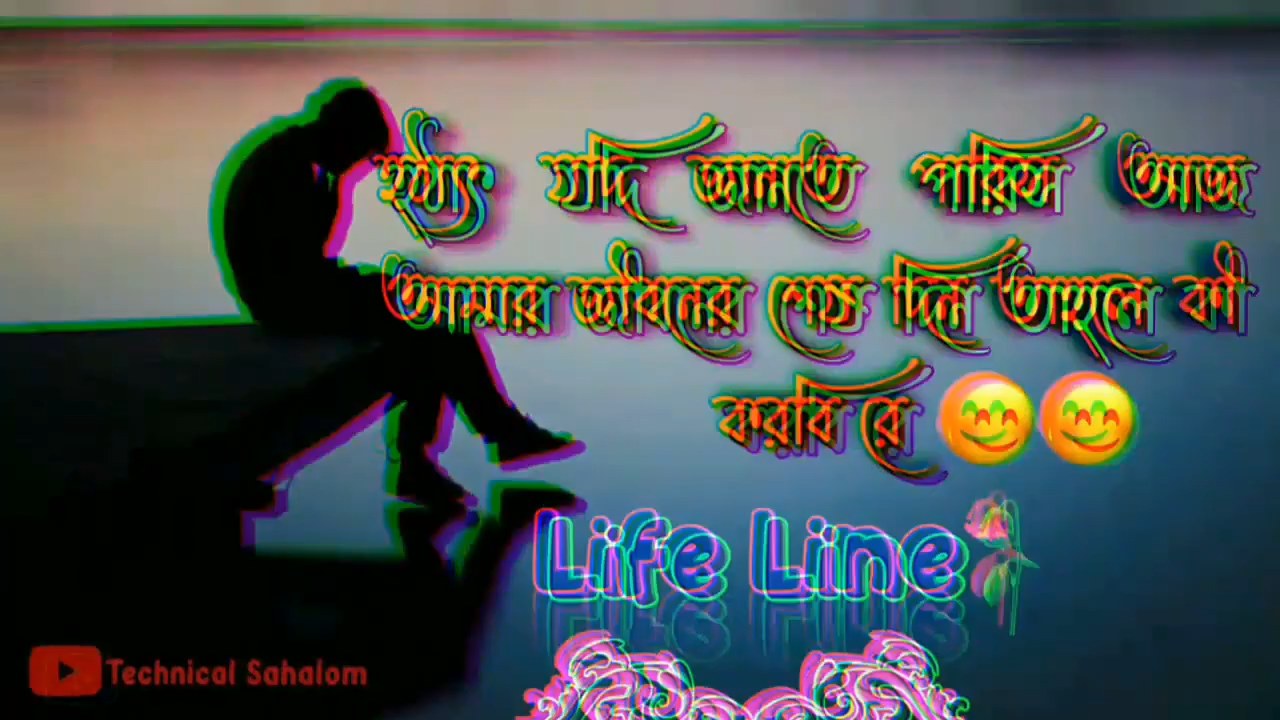 হঠাৎ যদি জানতে পারিস আজ
আমার জীবনের শেষ দিন তাহলে কী
করবি রে 😊😊
Life Line🥀
Technical Sahalom